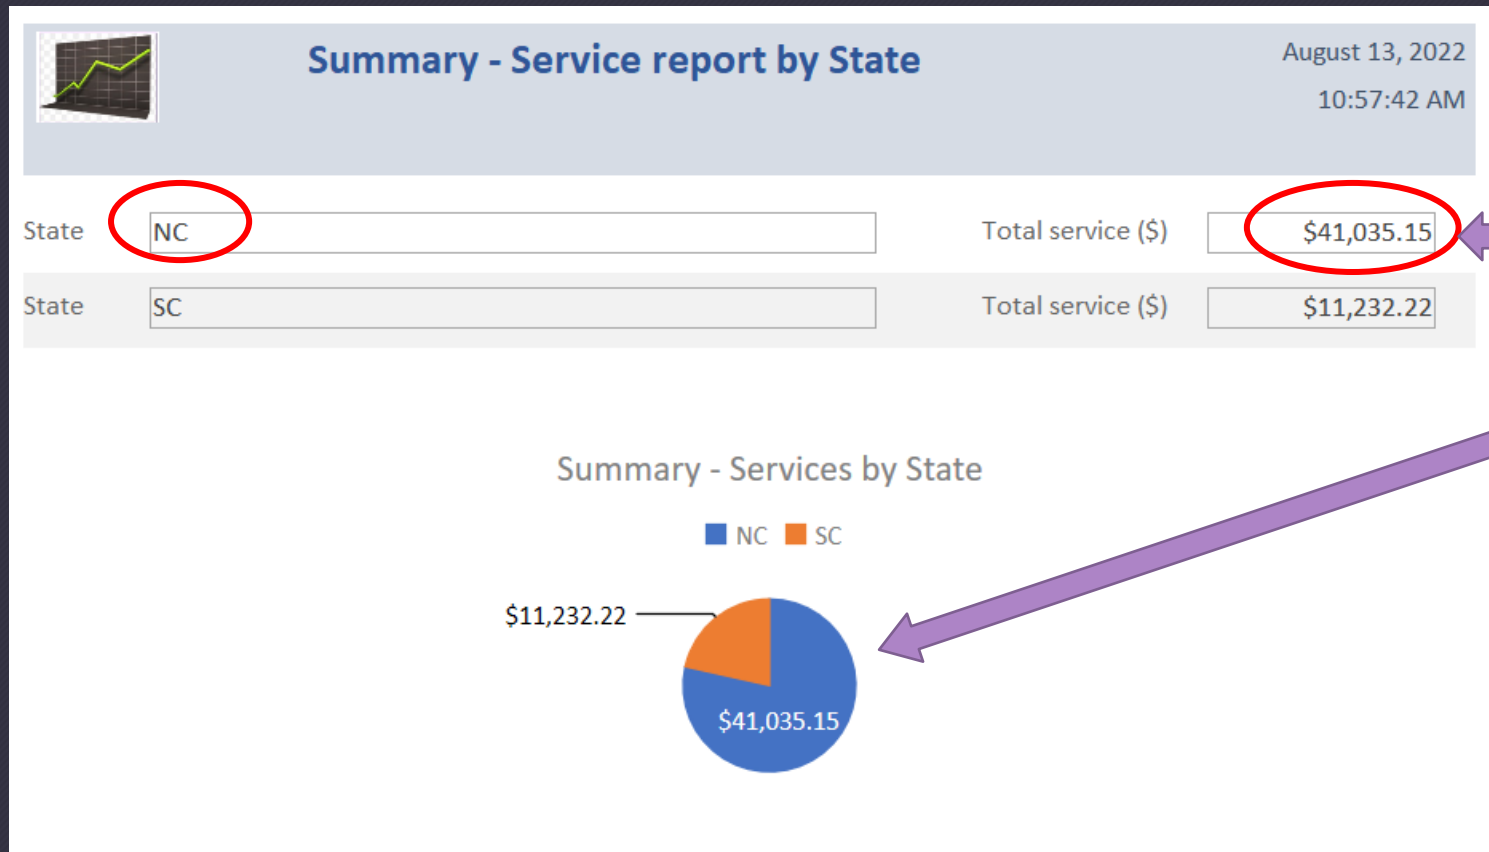 Summary - Service report by State
August 13, 2022
10:57:42 AM
State NC Total service ($) $41,035.15
State SC Total service ($) $11,232.22
Summary - Services by State
NC SC
$11,232.22
$41,035.15